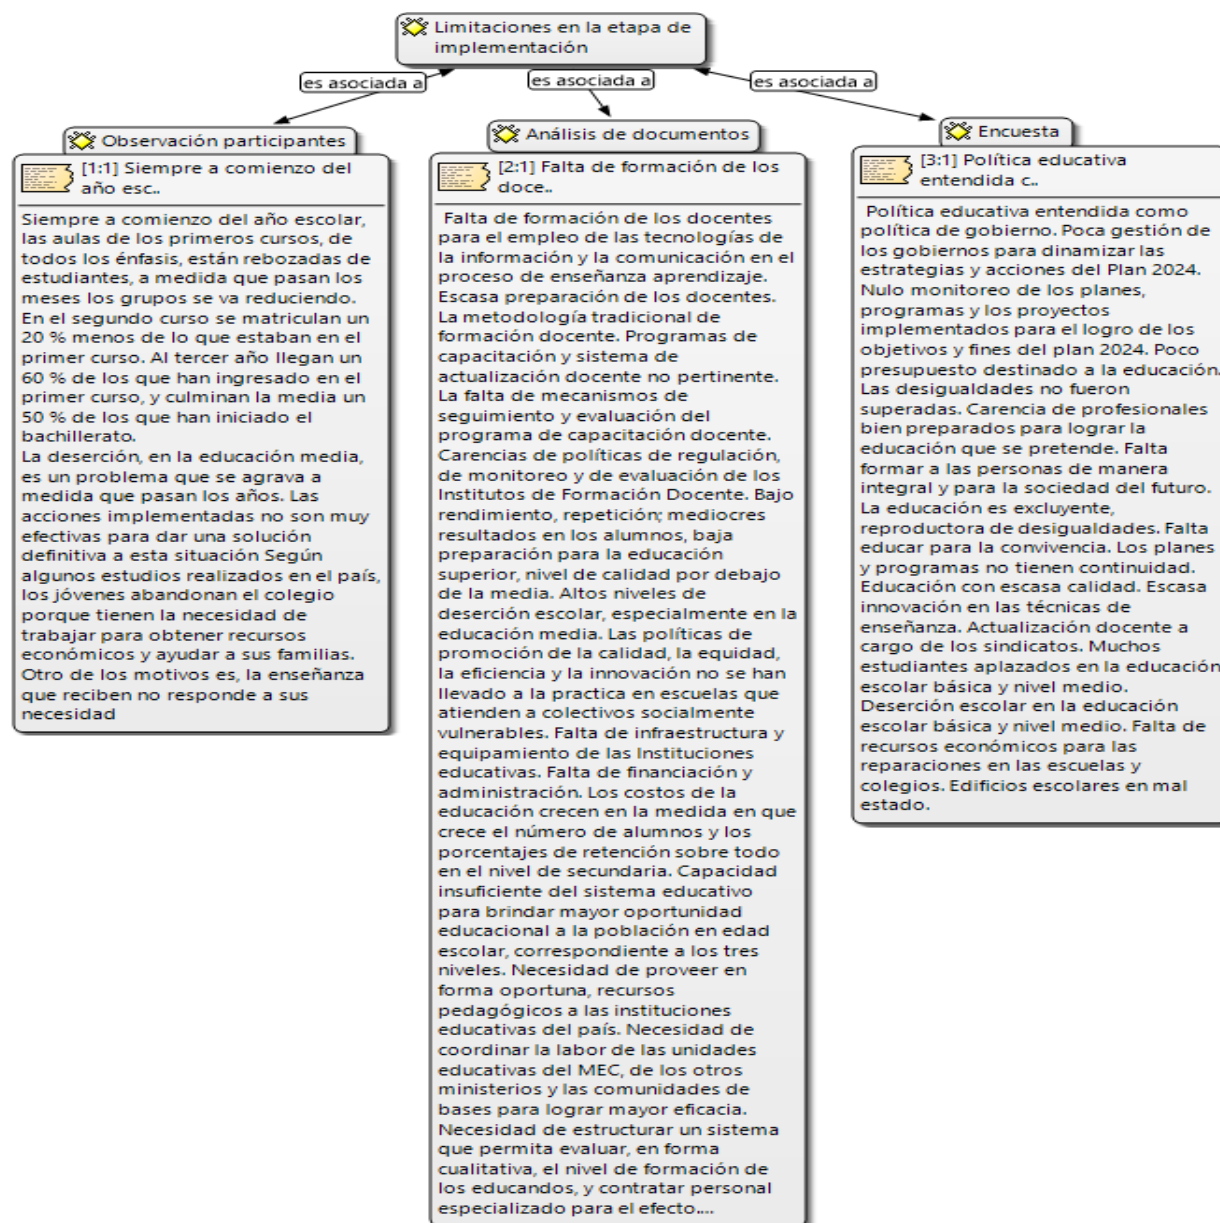 Limitaciones en la etapa de
implementación
es asociada a
es asociada a
es asociada a
Observación participantes
[1:1] Siempre a comienzo del
año esc..
Siempre a comienzo del año escolar,
las aulas de los primeros cursos, de
todos los énfasis, están rebozadas de
estudiantes, a medida que pasan los
meses los grupos se va reduciendo.
En el segundo curso se matriculan un
20 % menos de lo que estaban en el
primer curso. Al tercer año llegan un
60 % de los que han ingresado en el
primer curso, y culminan la media un
50 % de los que han iniciado el
bachillerato.
La deserción, en la educación media,
es un problema que se agrava a
medida que pasan los años. Las
acciones implementadas no son muy
efectivas para dar una solución
definitiva a esta situación Según
algunos estudios realizados en el país,
los jóvenes abandonan el colegio
porque tienen la necesidad de
trabajar para obtener recursos
económicos y ayudar a sus familias.
Otro de los motivos es, la enseñanza
que reciben no responde a sus
necesidad
Análisis de documentos
[2:1] Falta de formación de los
doce..
Falta de formación de los docentes
para el empleo de las tecnologías de
la información y la comunicación en el
proceso de enseñanza aprendizaje.
Escasa preparación de los docentes.
La metodología tradicional de
formación docente. Programas de
capacitación y sistema de
actualización docente no pertinente.
La falta de mecanismos de
seguimiento y evaluación del
programa de capacitación docente.
Carencias de políticas de regulación,
de monitoreo y de evaluación de los
Institutos de Formación Docente. Bajo
rendimiento, repetición; mediocres
resultados en los alumnos, baja
preparación para la educación
superior, nivel de calidad por debajo
de la media. Altos niveles de
deserción escolar, especialmente en la
educación media. Las políticas de
promoción de la calidad, la equidad,
la eficiencia y la innovación no se han
llevado a la practica en escuelas que
atienden a colectivos socialmente
vulnerables. Falta de infraestructura y
equipamiento de las Instituciones
educativas. Falta de financiación y
administración. Los costos de la
educación crecen en la medida en que
crece el número de alumnos y los
porcentajes de retención sobre todo
en el nivel de secundaria. Capacidad
insuficiente del sistema educativo
para brindar mayor oportunidad
educacional a la población en edad
escolar, correspondiente a los tres
niveles. Necesidad de proveer en
forma oportuna, recursos
pedagógicos a las instituciones
educativas del país. Necesidad de
coordinar la labor de las unidades
educativas del MEC, de los otros
ministerios y las comunidades de
bases para lograr mayor eficacia.
Necesidad de estructurar un sistema
que permita evaluar, en forma
cualitativa, el nivel de formación de
los educandos, y contratar personal
especializado para el efecto....
Encuesta
[3:1] Política educativa
entendida c..
Política educativa entendida como
política de gobierno. Poca gestión de
los gobiernos para dinamizar las
estrategias y acciones del Plan 2024.
Nulo monitoreo de los planes,
programas y los proyectos
implementados para el logro de los
objetivos y fines del plan 2024. Poco
presupuesto destinado a la educación.
Las desigualdades no fueron
superadas. Carencia de profesionales
bien preparados para lograr la
educación que se pretende. Falta
formar a las personas de manera
integral y para la sociedad del futuro.
La educación es excluyente,
reproductora de desigualdades. Falta
educar para la convivencia. Los planes
y programas no tienen continuidad.
Educación con escasa calidad. Escasa
innovación en las técnicas de
enseñanza. Actualización docente a
cargo de los sindicatos. Muchos
estudiantes aplazados en la educación
escolar básica y nivel medio.
Deserción escolar en la educación
escolar básica y nivel medio. Falta de
recursos económicos para las
reparaciones en las escuelas y
colegios. Edificios escolares en mal
estado.